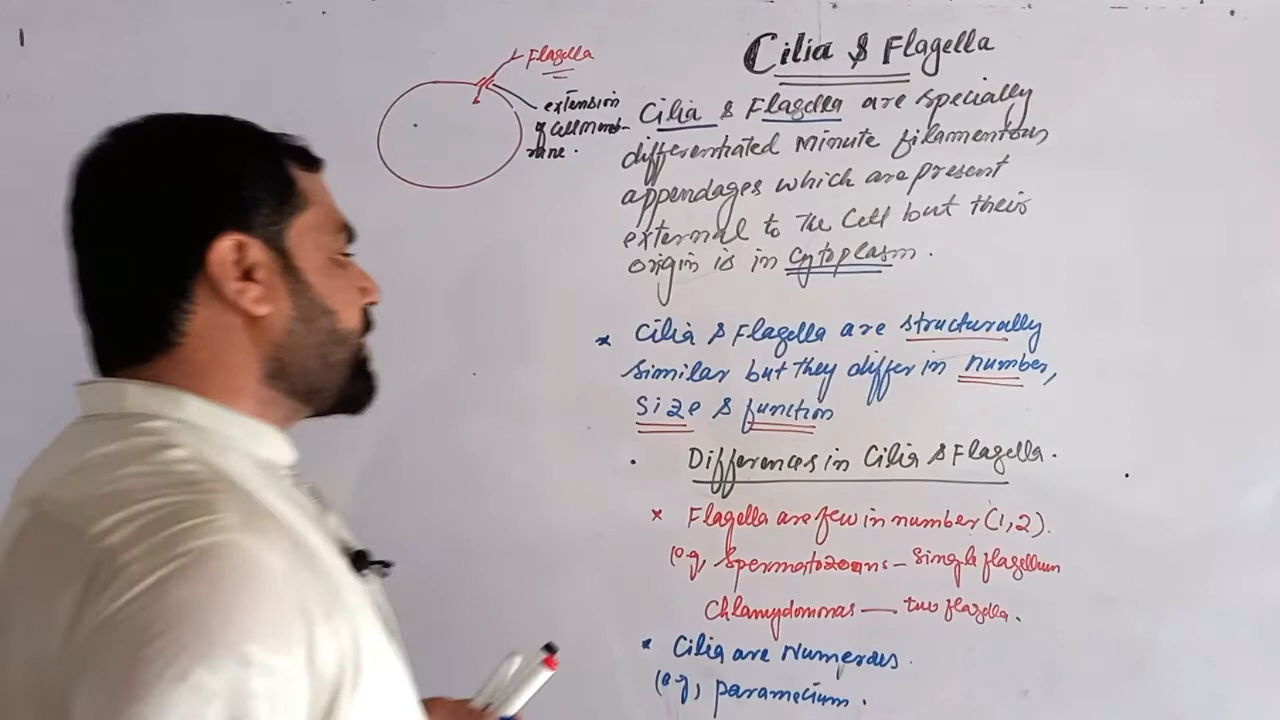 Cilia & Flagella
Flagella
extension
of Cell memb-
rane.
Cilia & Flagella are specially
differentiated minute filamentous
appendages which are present
external to the Cell but their
origin is in Cytoplasm.
* Cilia & Flagella are structurally
similar but they differ in number,
Size & function
. Differences in Cilia & Flagella.
* Flagella are few in number (1,2).
(e.g, Spermatozoans - single flagellum
Chlamydomonas — two flagella.
* Cilia are Numerous.
(e.g, paramecium.